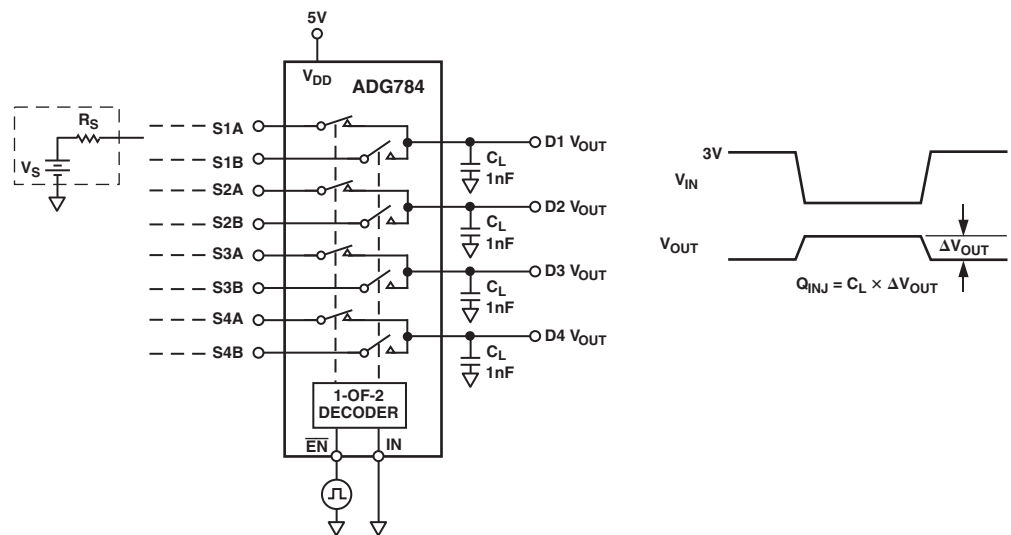 5V
VDD
ADG784
RS
VS
S1A
S1B
S2A
S2B
S3A
S3B
S4A
S4B
D1 VOUT
CL
1nF
D2 VOUT
CL
1nF
D3 VOUT
CL
1nF
D4 VOUT
CL
1nF
1-OF-2
DECODER
EN
IN
3V
VIN
VOUT
ΔVOUT
QINJ = CL × ΔVOUT